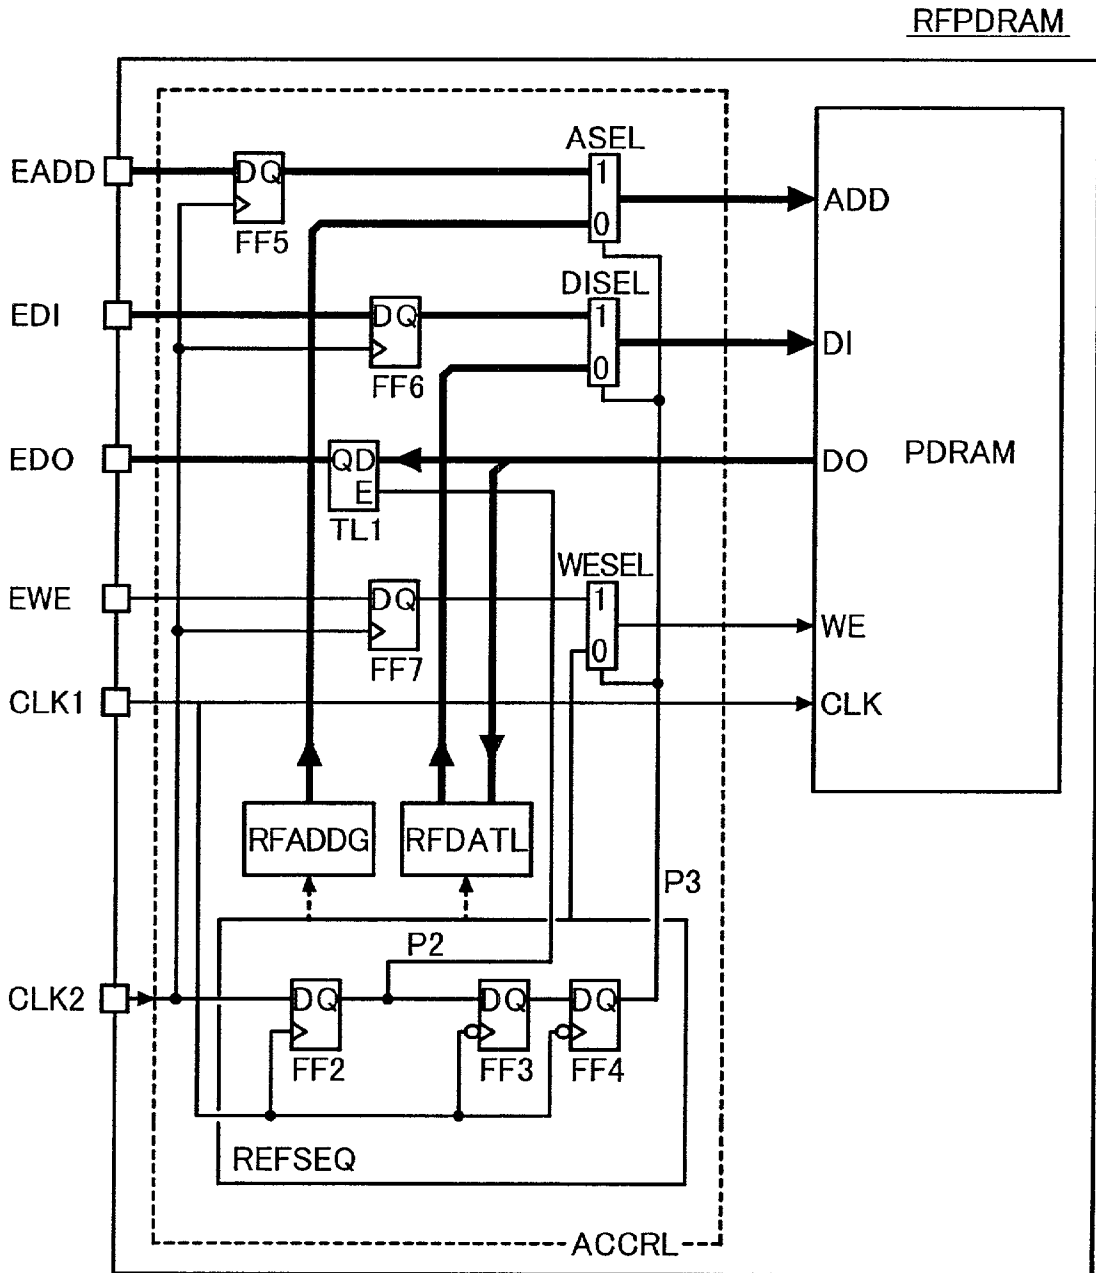 RFPDRAM
ASEL
EADD
DQ
1
0
ADD
FF5
DISEL
EDI
DQ
1
0
DI
FF6
EDO
QD
E
DO
PDRAM
TL1
WESEL
EWE
DQ
1
0
WE
FF7
CLK1
CLK
RFADDG
RFDATL
P3
P2
CLK2
DQ
DQ
DQ
FF2
FF3
FF4
REFSEQ
ACCRL